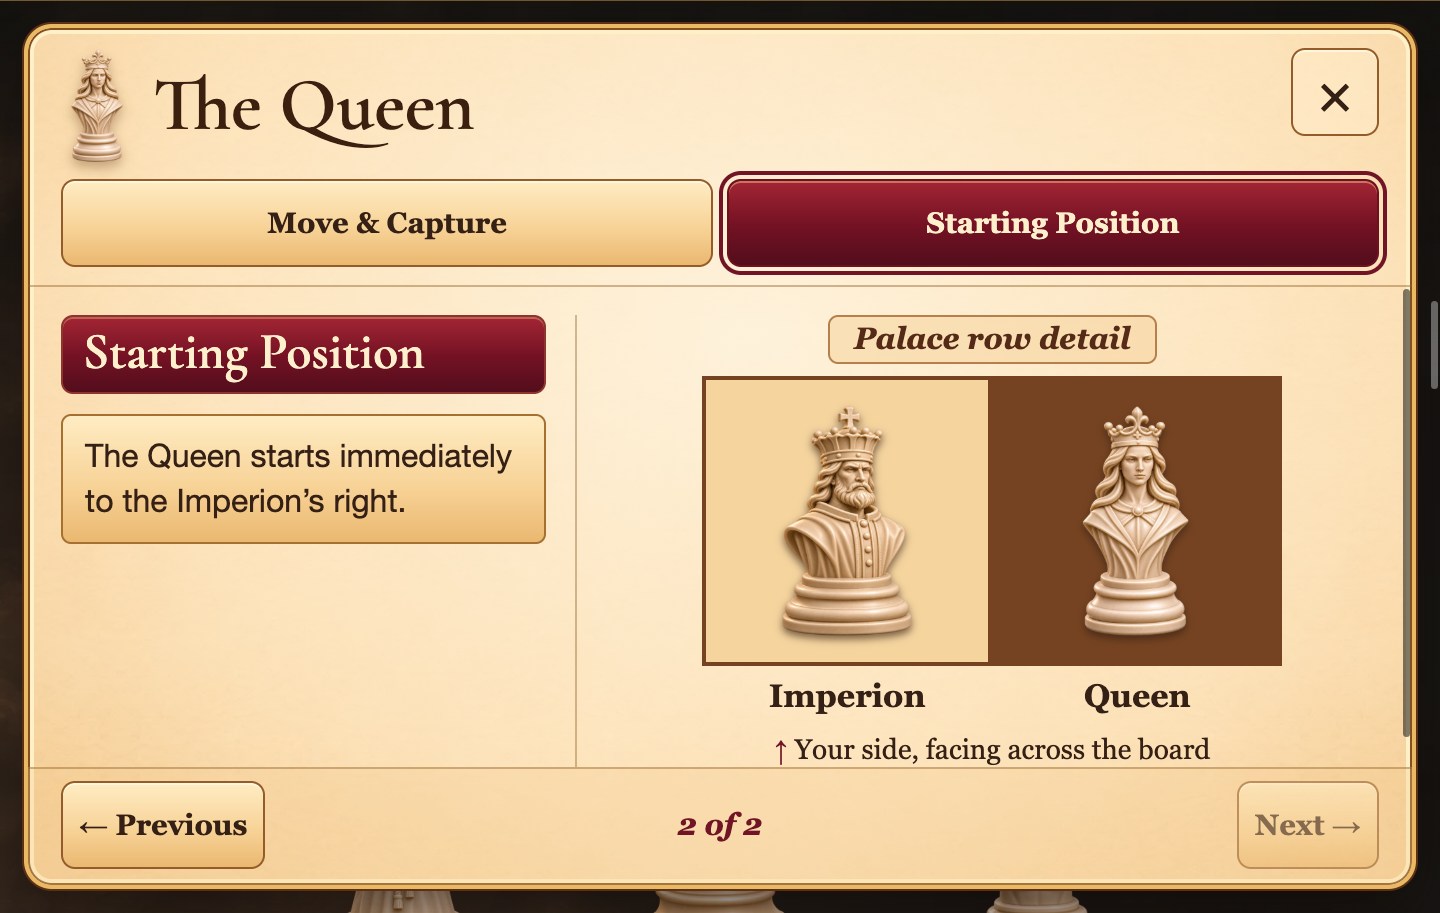 The Queen
×
Move & Capture
Starting Position
Starting Position
The Queen starts immediately
to the Imperion’s right.
Palace row detail
Imperion
Queen
↑ Your side, facing across the board
← Previous
2 of 2
Next →